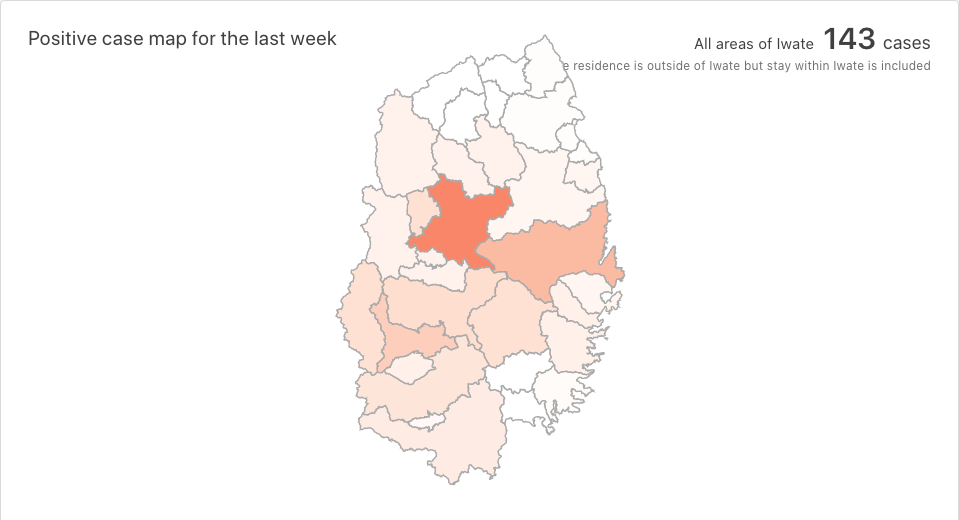 Positive case map for the last week
All areas of Iwate 143 cases
e residence is outside of Iwate but stay within Iwate is included